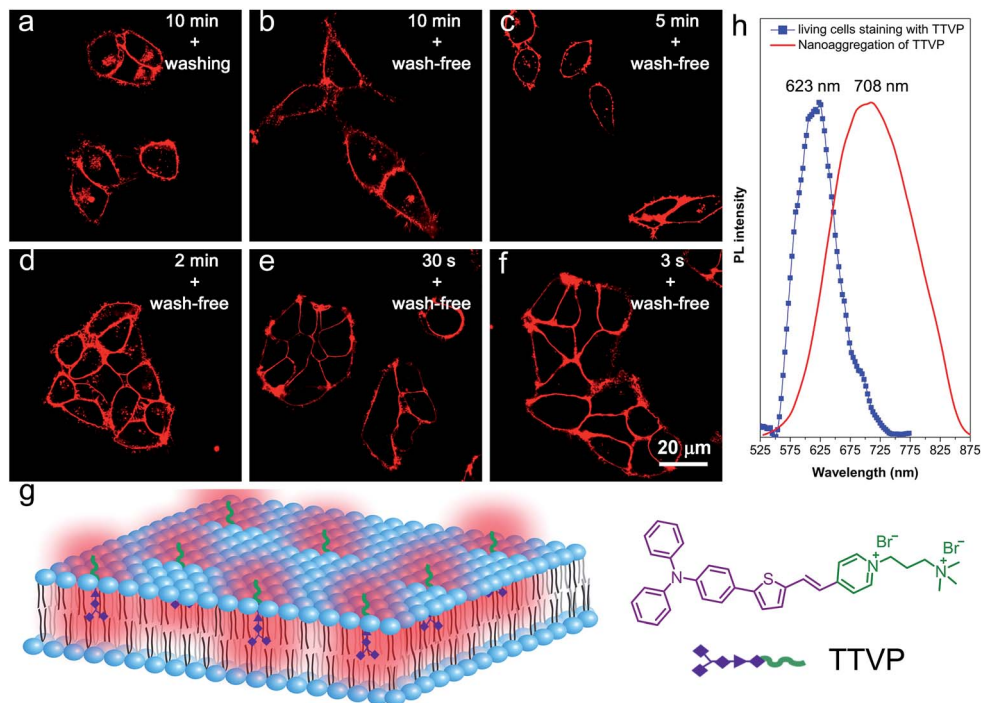 a
10 min
+
washing
b
10 min
+
wash-free
c
5 min
+
wash-free
d
2 min
+
wash-free
e
30 s
+
wash-free
f
3 s
+
wash-free
20 μm
h
living cells staining with TTVP
Nanoaggregation of TTVP
623 nm
708 nm
PL intensity
525 575 625 675 725 775 825 875
Wavelength (nm)
g
N
S
N
+
Br⁻
N
+
Br⁻
TTVP